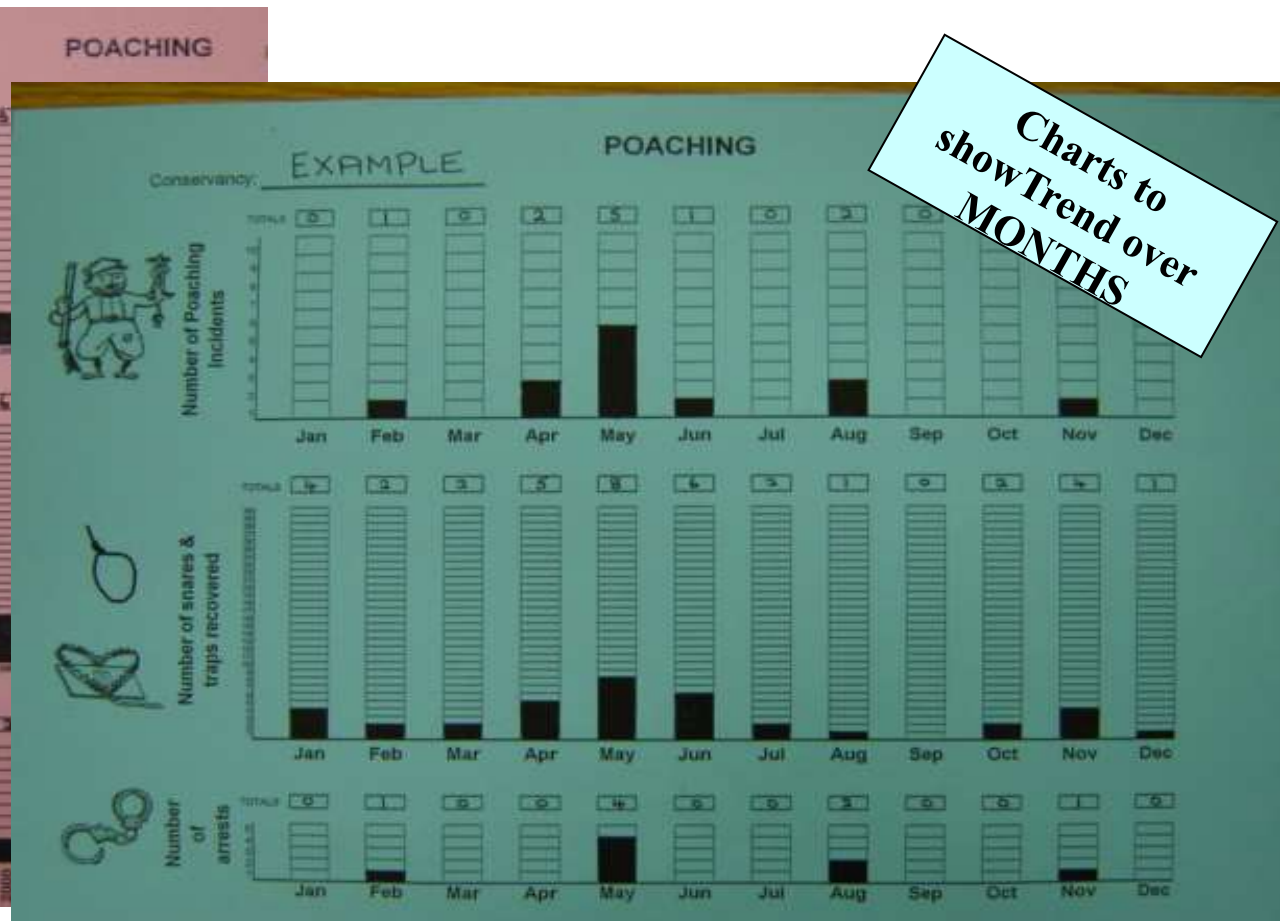 POACHING
Charts to
showTrend over
MONTHS
POACHING
Conservancy: EXAMPLE
TOTALS 0 1 0 2 5 1 0 2 0
Number of Poaching
Incidents
Jan Feb Mar Apr May Jun Jul Aug Sep Oct Nov Dec
TOTALS 4 2 2 5 8 6 2 1 0 2 4 1
Number of snares &
traps recovered
Jan Feb Mar Apr May Jun Jul Aug Sep Oct Nov Dec
TOTALS 0 1 0 0 4 0 0 2 0 0 1 0
Number
of
arrests
Jan Feb Mar Apr May Jun Jul Aug Sep Oct Nov Dec